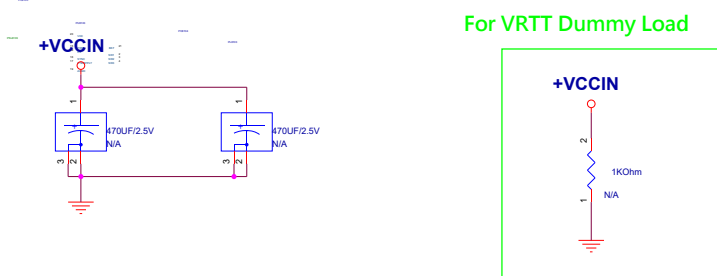 For VRTT Dummy Load
+VCCIN
1
470UF/2.5V
N/A
3
2
1
470UF/2.5V
N/A
3
2
+VCCIN
2
1KOhm
N/A
1